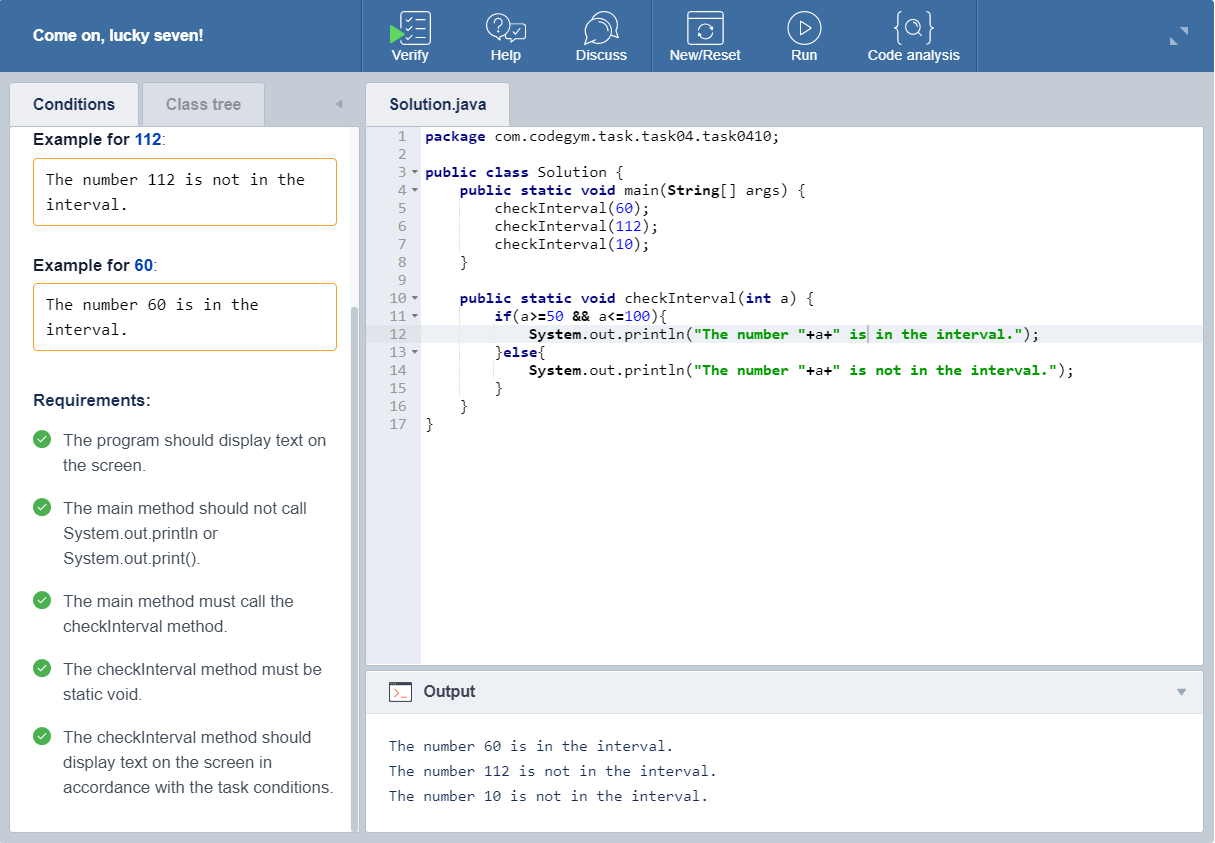 Come on, lucky seven!
Verify
Help
Discuss
New/Reset
Run
Code analysis
Conditions
Class tree
Example for 112:
The number 112 is not in the
interval.
Example for 60:
The number 60 is in the
interval.
Requirements:
The program should display text on
the screen.
The main method should not call
System.out.println or
System.out.print().
The main method must call the
checkInterval method.
The checkInterval method must be
static void.
The checkInterval method should
display text on the screen in
accordance with the task conditions.
Solution.java
1 package com.codegym.task.task04.task0410;
2
3 public class Solution {
4     public static void main(String[] args) {
5         checkInterval(60);
6         checkInterval(112);
7         checkInterval(10);
8     }
9
10     public static void checkInterval(int a) {
11         if(a>=50 && a<=100){
12             System.out.println("The number "+a+" is in the interval.");
13         }else{
14             System.out.println("The number "+a+" is not in the interval.");
15         }
16     }
17 }
Output
The number 60 is in the interval.
The number 112 is not in the interval.
The number 10 is not in the interval.